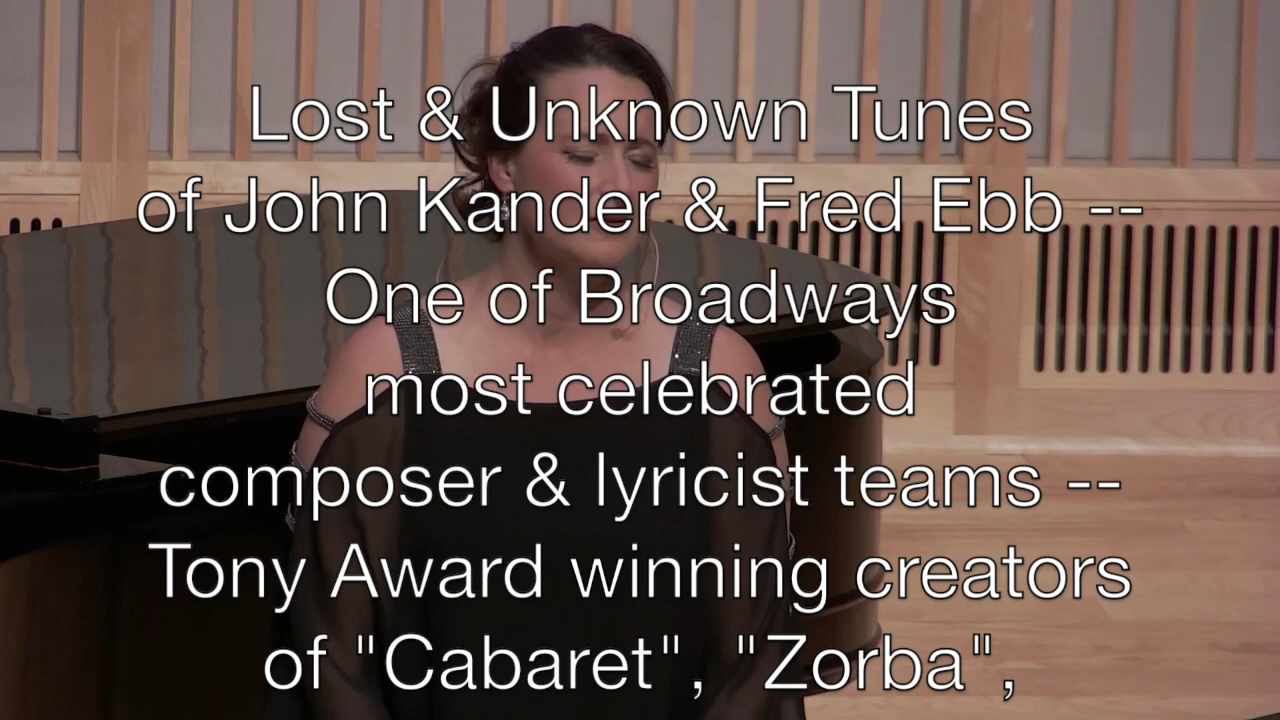 Lost & Unknown Tunes
of John Kander & Fred Ebb --
One of Broadways
most celebrated
composer & lyricist teams --
Tony Award winning creators
of "Cabaret", "Zorba",